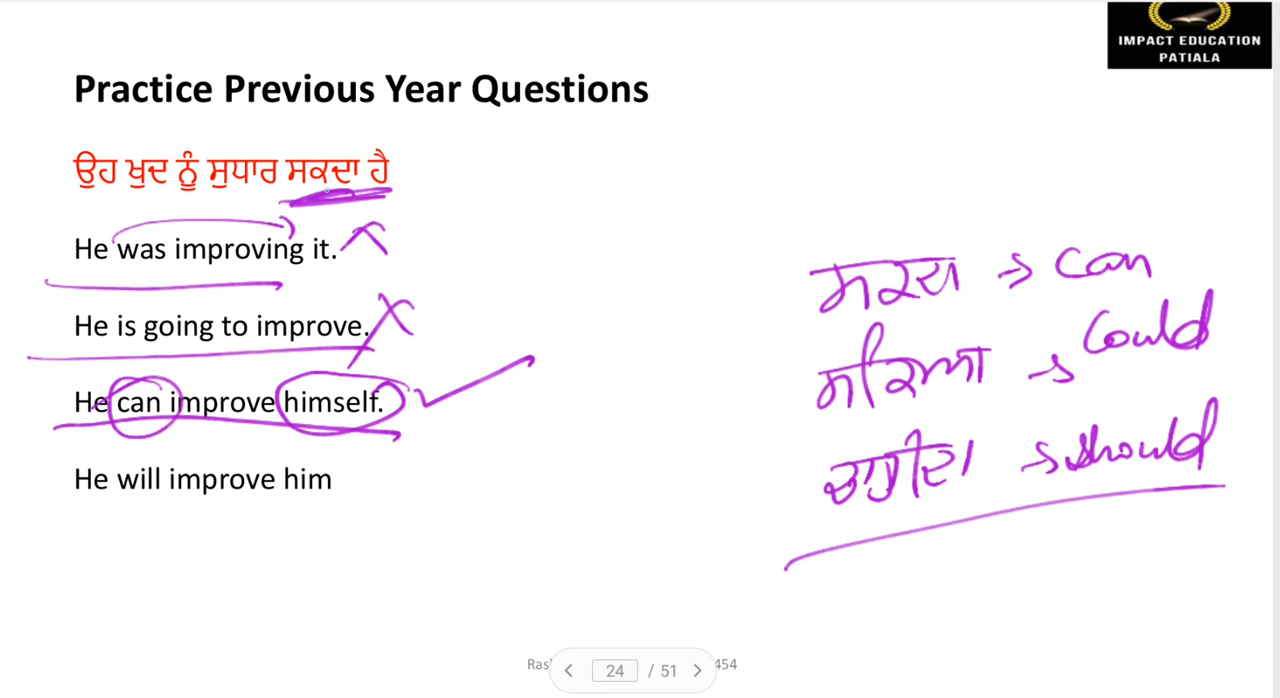 IMPACT EDUCATION
PATIALA
Practice Previous Year Questions
ਉਹ ਖੁਦ ਨੂੰ ਸੁਧਾਰ ਸਕਦਾ ਹੈ
He was improving it.
He is going to improve.
He can improve himself.
He will improve him
ਸਕਦਾ → can
ਸਕਿਆ → Could
ਚਾਹੀਦਾ → should
24 / 51
454